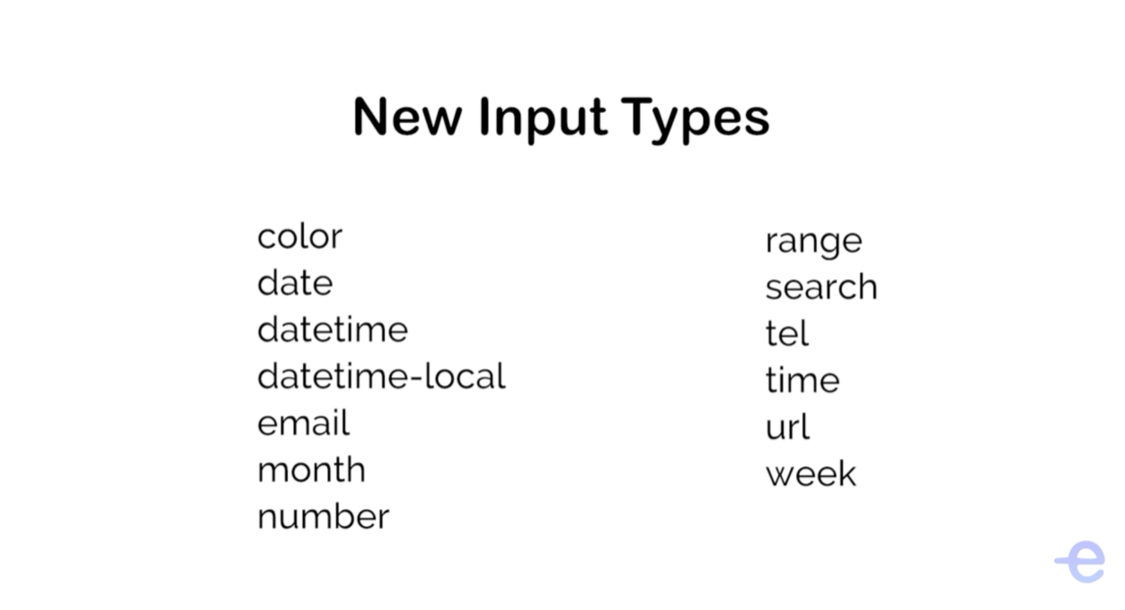 New Input Types
color
date
datetime
datetime-local
email
month
number
range
search
tel
time
url
week